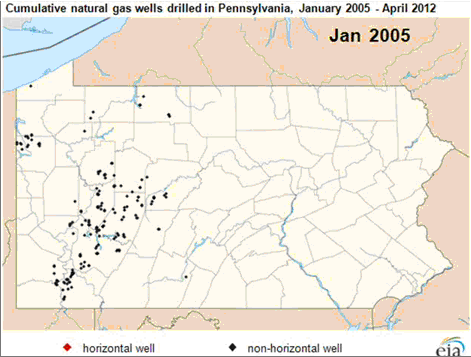 Cumulative natural gas wells drilled in Pennsylvania, January 2005 - April 2012
Jan 2005
horizontal well
non-horizontal well
eia